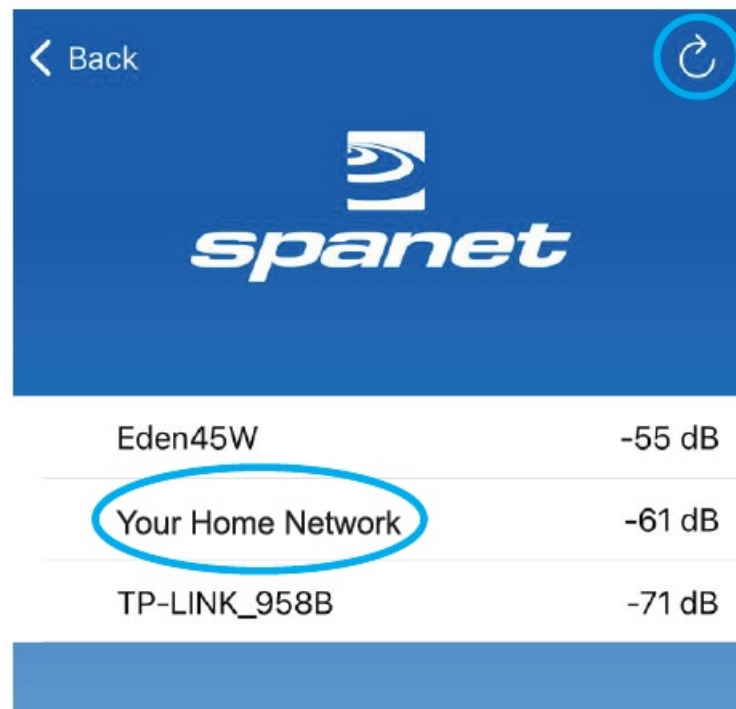 Back
spanet
Eden45W -55 dB
Your Home Network -61 dB
TP-LINK_958B -71 dB